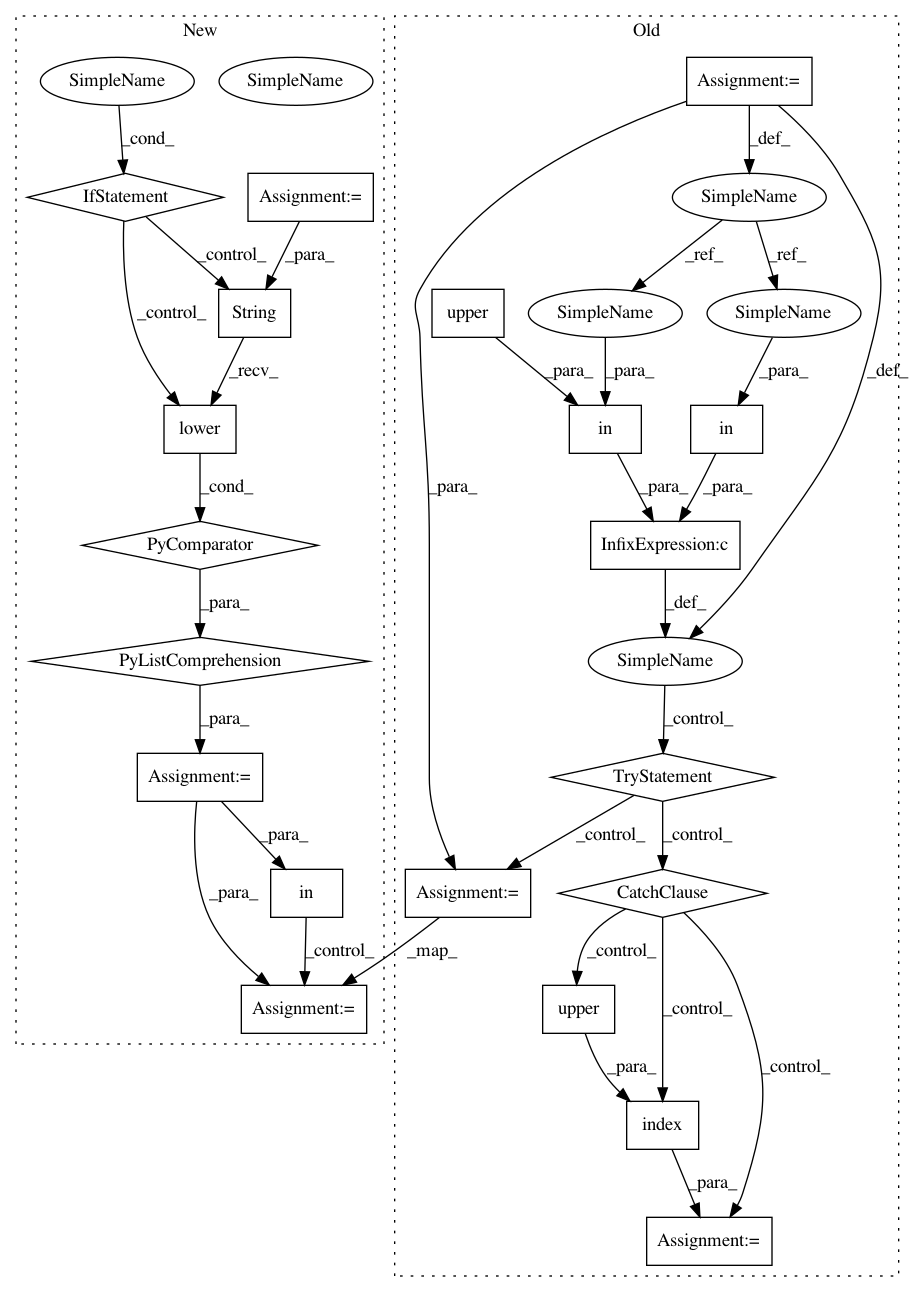 New
Old
SimpleName
SimpleName
Assignment:=
_cond_
_def_
IfStatement
Assignment:=
SimpleName
_control_
_para_
_ref_
_ref_
_control_
String
upper
SimpleName
SimpleName
_recv_
_para_
_para_
_para_
_def_
lower
in
in
_cond_
_para_
_para_
_para_
PyComparator
InfixExpression:c
_para_
_def_
PyListComprehension
SimpleName
_para_
_control_
Assignment:=
TryStatement
_para_
_control_
_control_
_para_
in
Assignment:=
CatchClause
_control_
_map_
_control_
_control_
_control_
Assignment:=
upper
_para_
index
_para_
Assignment:=